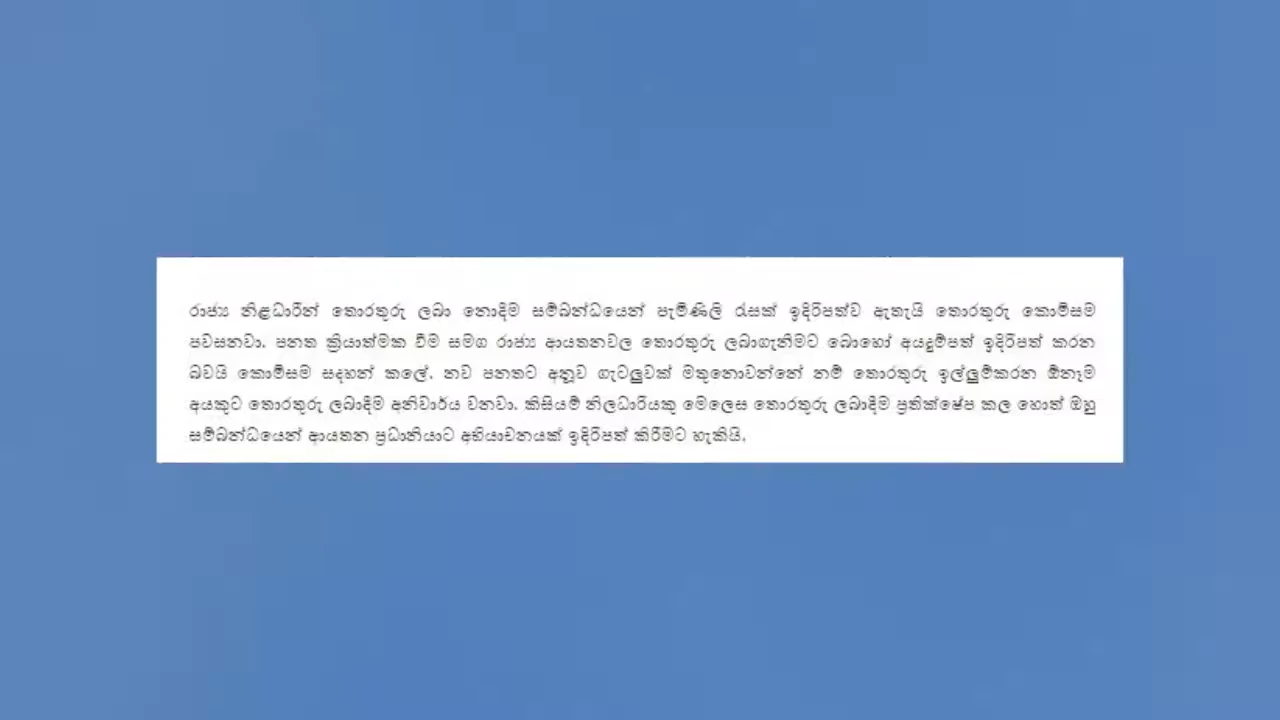 රාජ්‍ය නිළධාරීන් තොරතුරු ලබා නොදීම සම්බන්ධයෙන් පැමිණිලි රැසක් ඉදිරිපත්ව ඇතැයි තොරතුරු කොමිසම
පවසනවා. පනත ක්‍රියාත්මක වීම සමග රාජ්‍ය ආයතනවල තොරතුරු ලබාගැනීමට බොහෝ අයදුම්පත් ඉදිරිපත් කරන
බවයි කොමිසම සදහන් කලේ. නව පනතට අනූව ගැටලුවක් මතුනොවන්නේ නම් තොරතුරු ඉල්ලුම්කරන ඕනෑම
අයකුට තොරතුරු ලබාදීම අනිවාර්ය වනවා. කිසියම් නිලධාරියකු මෙලෙස තොරතුරු ලබාදීම ප්‍රතික්ෂේප කල හොත් ඔහු
සම්බන්ධයෙන් ආයතන ප්‍රධානියාට අභියාචනයක් ඉදිරිපත් කිරීමට හැකියි.